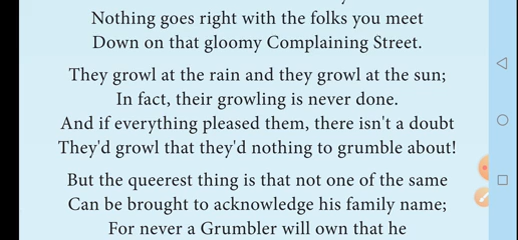 Nothing goes right with the folks you meet
Down on that gloomy Complaining Street.
They growl at the rain and they growl at the sun;
In fact, their growling is never done.
And if everything pleased them, there isn't a doubt
They'd growl that they'd nothing to grumble about!
But the queerest thing is that not one of the same
Can be brought to acknowledge his family name;
For never a Grumbler will own that he